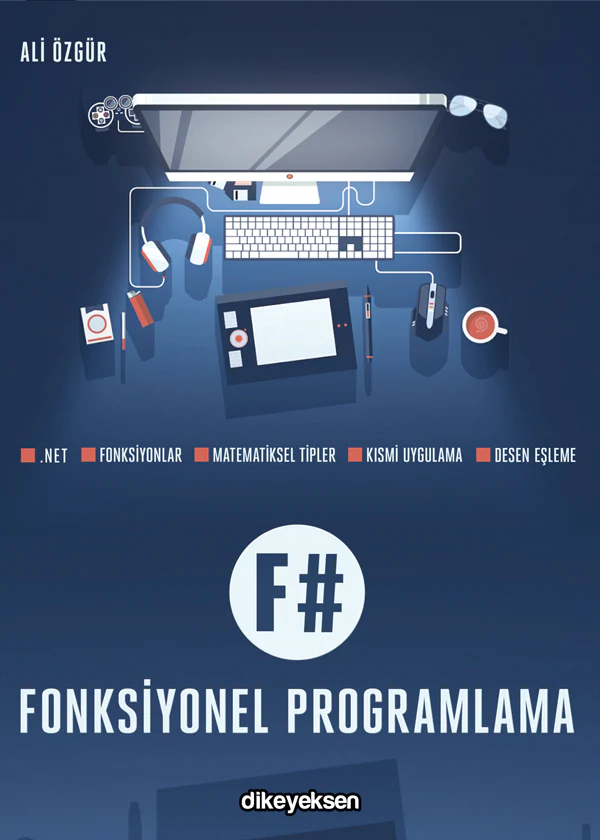 ALİ ÖZGÜR
.NET FONKSİYONLAR MATEMATİKSEL TİPLER KISMİ UYGULAMA DESEN EŞLEME
F#
FONKSİYONEL PROGRAMLAMA
dikeyeksen